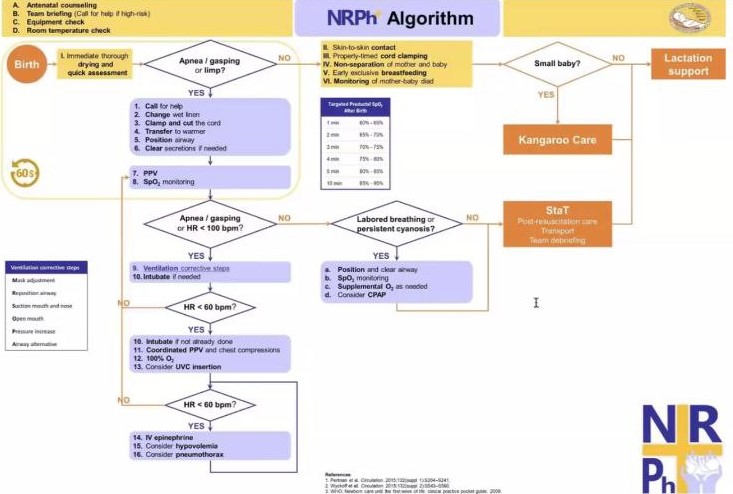 A. Antenatal counseling
B. Team briefing (Call for help if high-risk)
C. Equipment check
D. Room temperature check
NRPh+ Algorithm
Birth
I. Immediate thorough
drying and
quick assessment
Apnea / gasping
or limp?
NO
II. Skin-to-skin contact
III. Properly-timed cord clamping
IV. Non-separation of mother and baby
V. Early exclusive breastfeeding
VI. Monitoring of mother-baby diad
Small baby?
NO
Lactation
support
YES
YES
1. Call for help
2. Change wet linen
3. Clamp and cut the cord
4. Transfer to warmer
5. Position airway
6. Clear secretions if needed
Targeted Preductal SpO2
After Birth
1 min 60% - 65%
2 min 65% - 70%
3 min 70% - 75%
4 min 75% - 80%
5 min 80% - 85%
10 min 85% - 95%
Kangaroo Care
60s
7. PPV
8. SpO2 monitoring
Apnea / gasping
or HR < 100 bpm?
NO
Labored breathing or
persistent cyanosis?
NO
StaT
Post-resuscitation care
Transport
Team debriefing
YES
YES
9. Ventilation corrective steps
10. Intubate if needed
a. Position and clear airway
b. SpO2 monitoring
c. Supplemental O2 as needed
d. Consider CPAP
Ventilation corrective steps
Mask adjustment
Reposition airway
Suction mouth and nose
Open mouth
Pressure increase
Airway alternative
NO
HR < 60 bpm?
YES
10. Intubate if not already done
11. Coordinated PPV and chest compressions
12. 100% O2
13. Consider UVC insertion
NO
HR < 60 bpm?
YES
14. IV epinephrine
15. Consider hypovolemia
16. Consider pneumothorax
N R
Ph
References:
1. Perlman et al. Circulation 2015;132(suppl 1):S204-S241.
2. Wyckoff et al. Circulation 2015;132(suppl 2):S543-S560.
3. WHO. Newborn care until the first week of life: clinical practice pocket guide. 2009